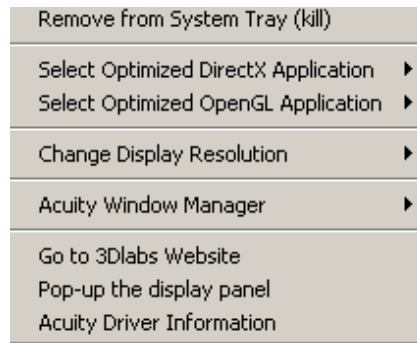 Remove from System Tray (kill)
Select Optimized DirectX Application
Select Optimized OpenGL Application
Change Display Resolution
Acuity Window Manager
Go to 3Dlabs Website
Pop-up the display panel
Acuity Driver Information